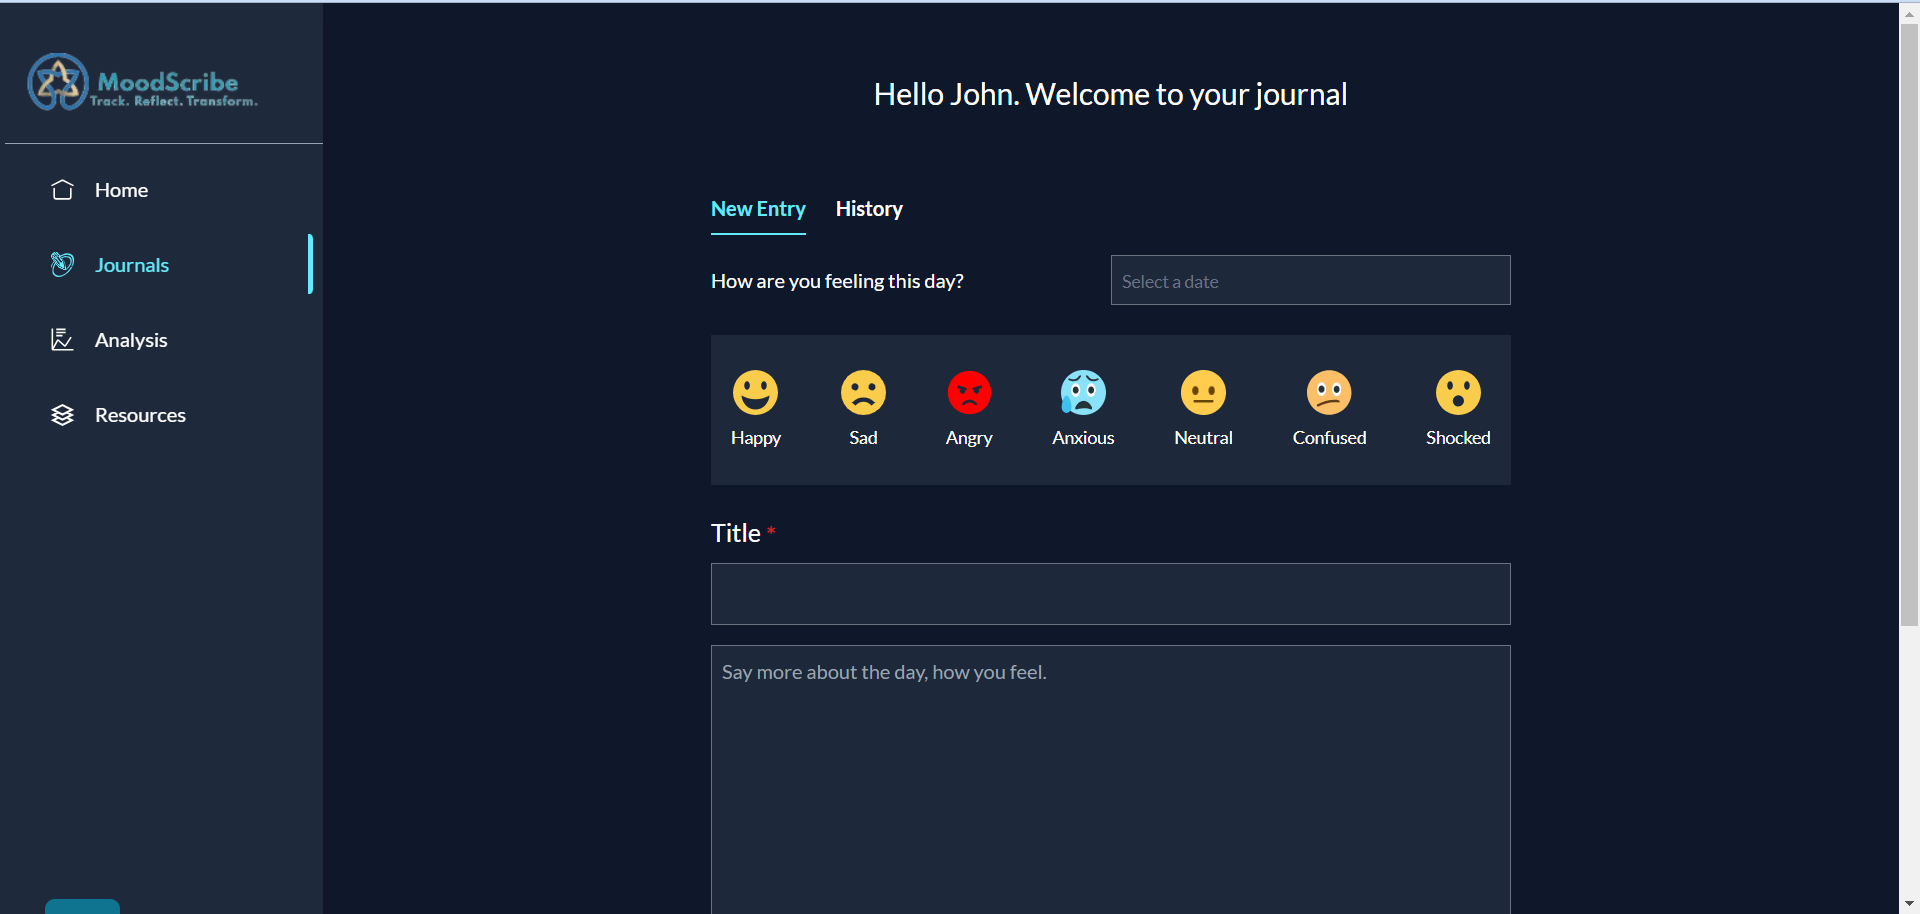 MoodScribe
Track. Reflect. Transform.
Home
Journals
Analysis
Resources
Hello John. Welcome to your journal
New Entry History
How are you feeling this day? Select a date
Happy Sad Angry Anxious Neutral Confused Shocked
Title *
Say more about the day, how you feel.